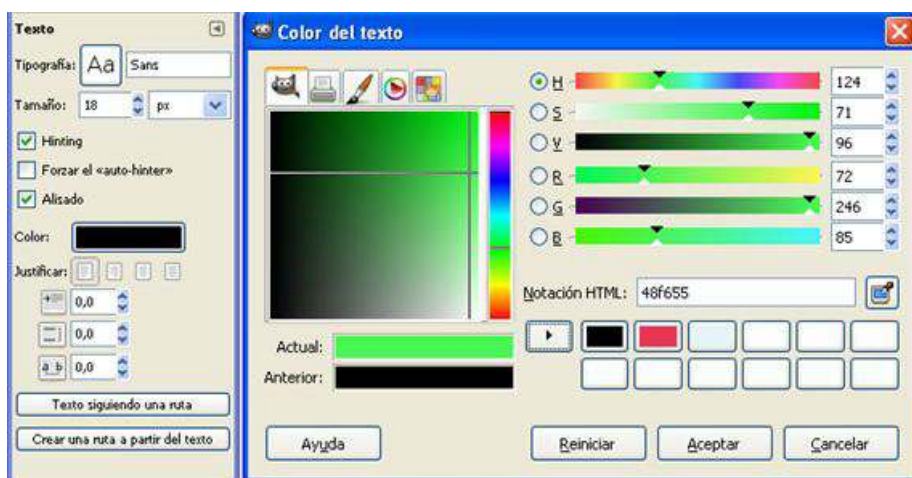 Texto
Tipografía: Aa Sans
Tamaño: 18 px
Hinting
Forzar el «auto-hinter»
Alisado
Color:
Justificar:
0,0
0,0
a b 0,0
Texto siguiendo una ruta
Crear una ruta a partir del texto
Color del texto
H 124
S 71
V 96
R 72
G 246
B 85
Notación HTML: 48f655
Actual:
Anterior:
Ayuda Reiniciar Aceptar Cancelar